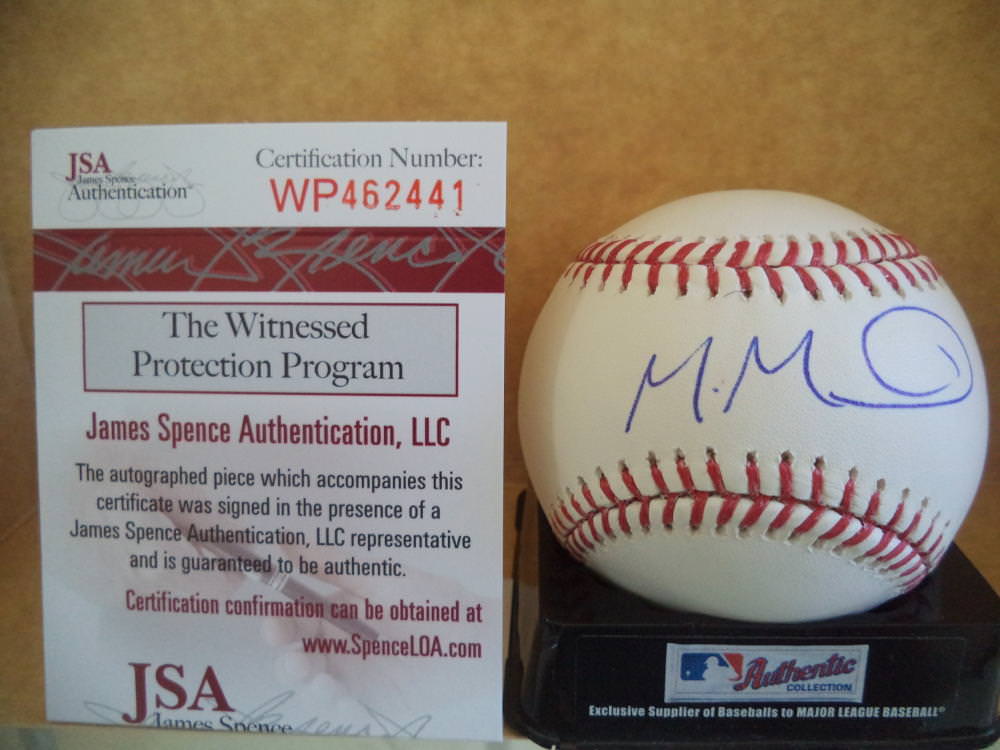 JSA
James Spence
Authentication
Certification Number:
WP462441
James Spence
The Witnessed
Protection Program
James Spence Authentication, LLC
The autographed piece which accompanies this
certificate was signed in the presence of a
James Spence Authentication, LLC representative
and is guaranteed to be authentic.
Certification confirmation can be obtained at
www.SpenceLOA.com
JSA
James Spence
M. M
Authentic
COLLECTION
Exclusive Supplier of Baseballs to MAJOR LEAGUE BASEBALL®